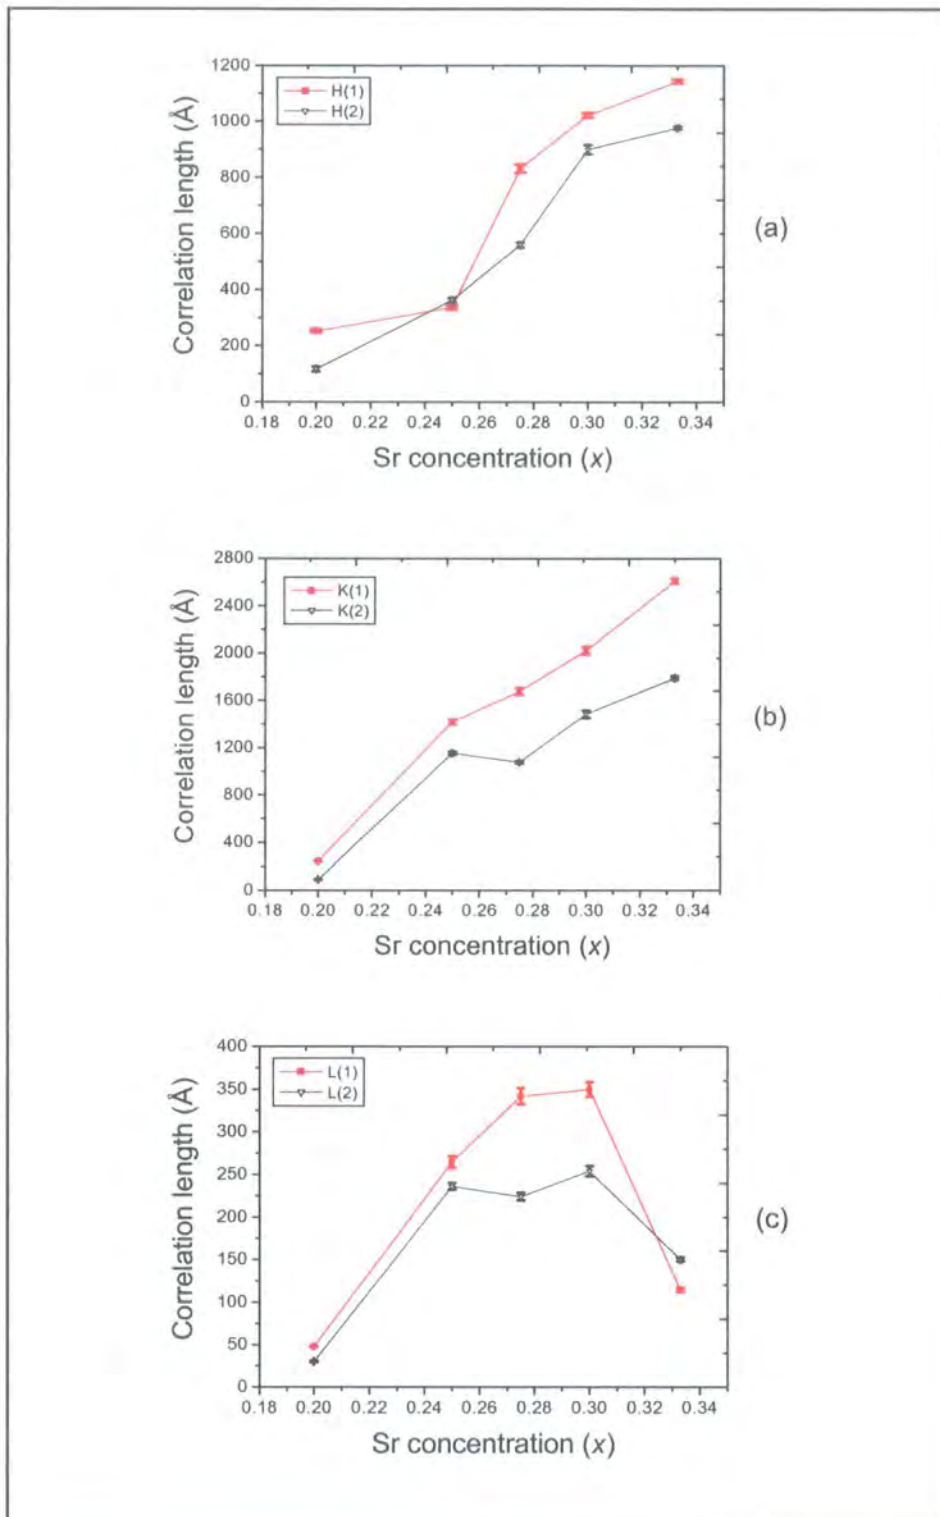 1200
1000
800
600
400
200
0
H(1)
H(2)
Correlation length (Å)
0.18 0.20 0.22 0.24 0.26 0.28 0.30 0.32 0.34
Sr concentration (x)
(a)
2800
2400
2000
1600
1200
800
400
0
K(1)
K(2)
Correlation length (Å)
0.18 0.20 0.22 0.24 0.26 0.28 0.30 0.32 0.34
Sr concentration (x)
(b)
400
350
300
250
200
150
100
50
0
L(1)
L(2)
Correlation length (Å)
0.18 0.20 0.22 0.24 0.26 0.28 0.30 0.32 0.34
Sr concentration (x)
(c)